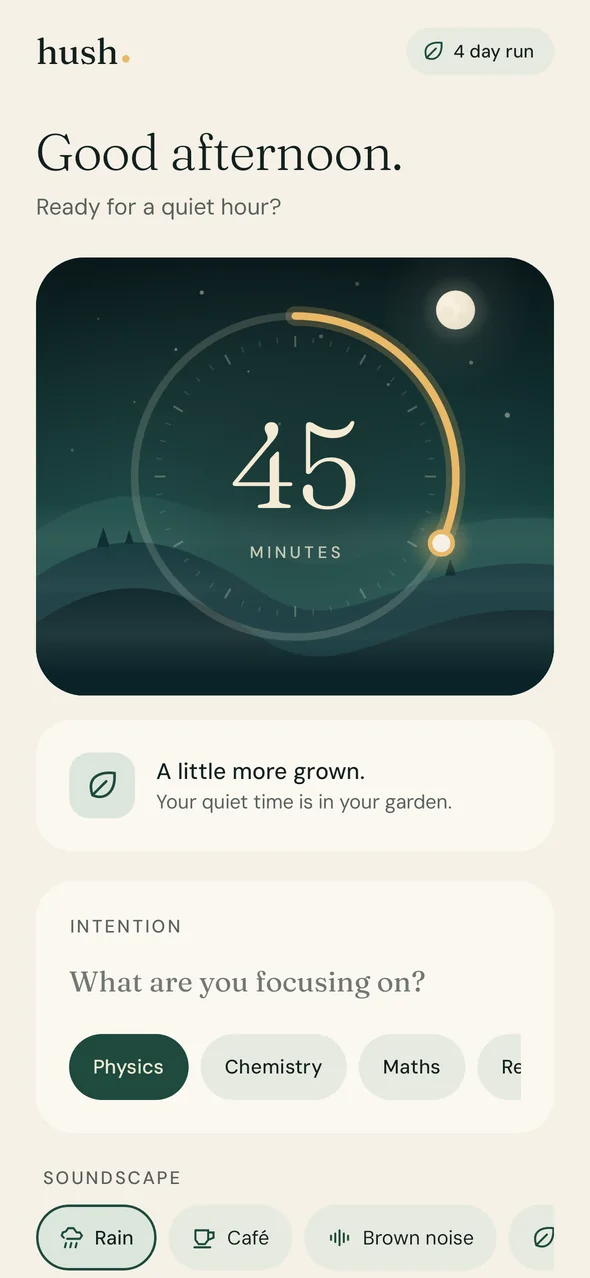 hush.
4 day run
Good afternoon.
Ready for a quiet hour?
45
MINUTES
A little more grown.
Your quiet time is in your garden.
INTENTION
What are you focusing on?
Physics
Chemistry
Maths
Re
SOUNDSCAPE
Rain
Café
Brown noise